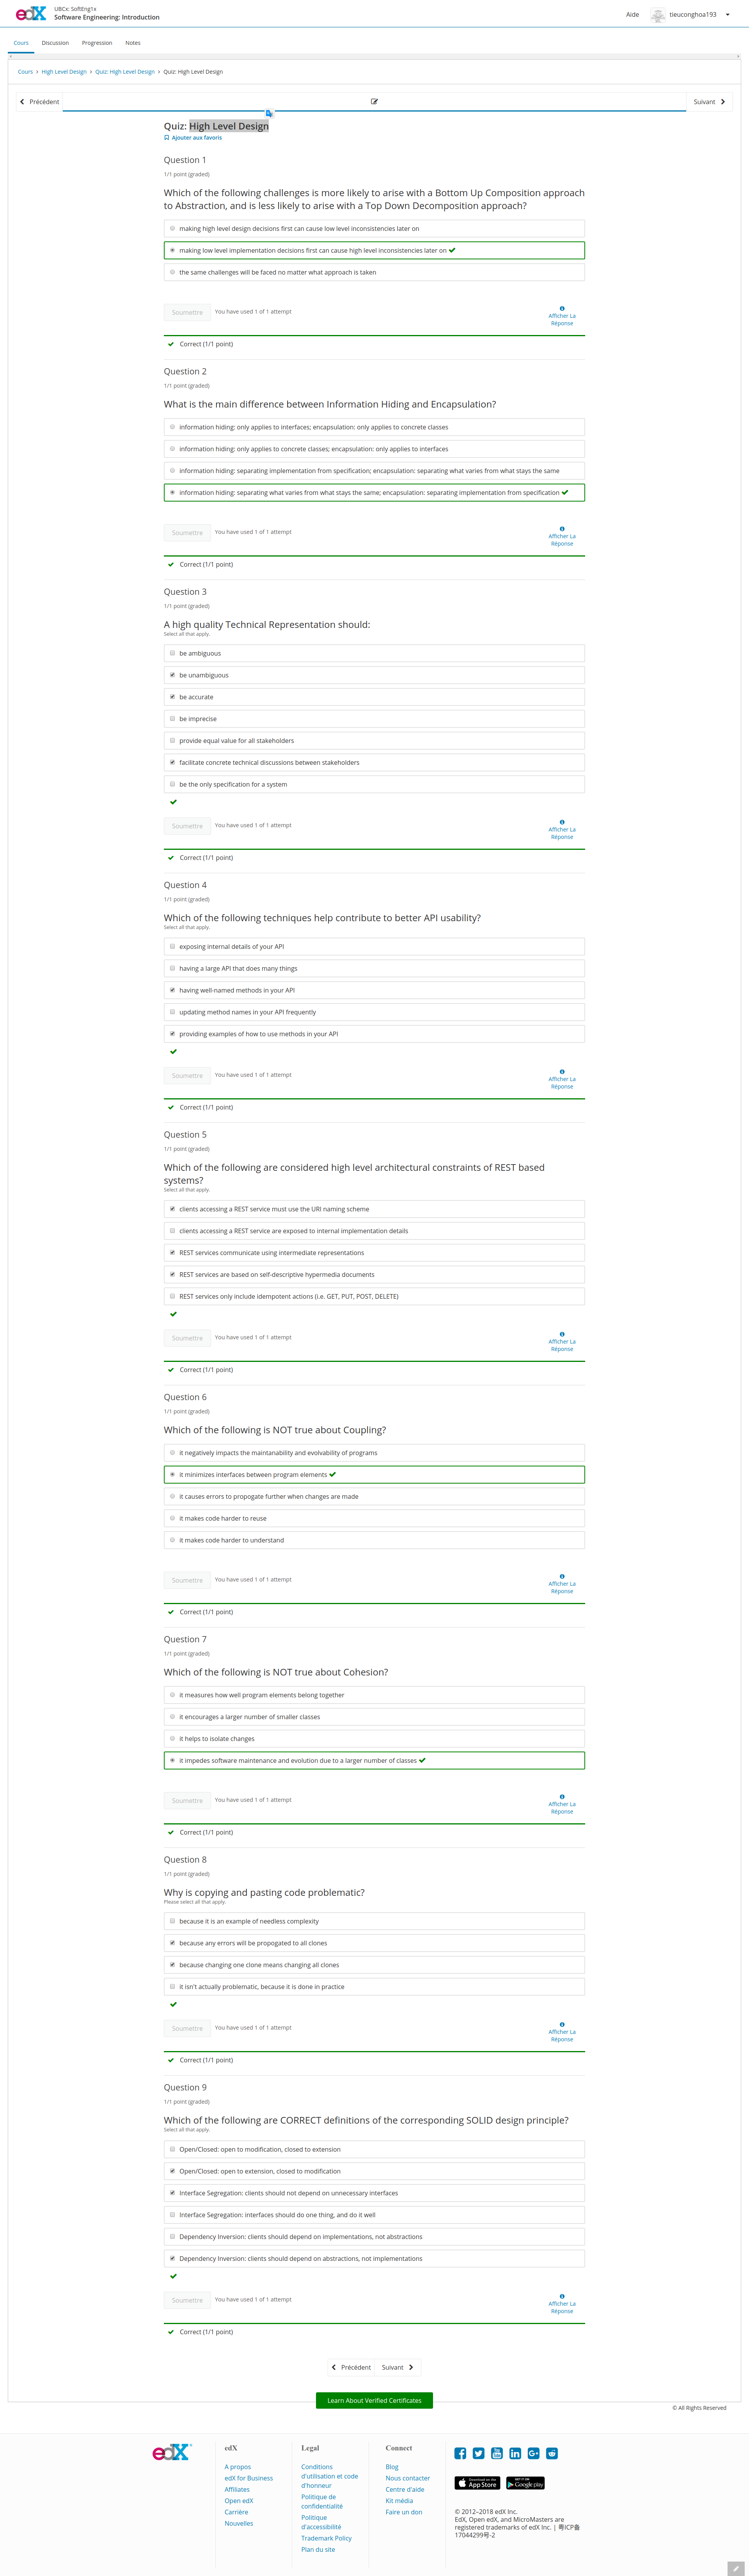 edX
UBCx: SoftEng1x
Software Engineering: Introduction
Aide
tieuconghoa193
Cours
Discussion
Progression
Notes
Cours > High Level Design > Quiz: High Level Design > Quiz: High Level Design
Précédent
Suivant
Quiz: High Level Design
Ajouter aux favoris
Question 1
1/1 point (graded)
Which of the following challenges is more likely to arise with a Bottom Up Composition approach
to Abstraction, and is less likely to arise with a Top Down Decomposition approach?
making high level design decisions first can cause low level inconsistencies later on
making low level implementation decisions first can cause high level inconsistencies later on
the same challenges will be faced no matter what approach is taken
Soumettre
You have used 1 of 1 attempt
Afficher La
Réponse
Correct (1/1 point)
Question 2
1/1 point (graded)
What is the main difference between Information Hiding and Encapsulation?
information hiding: only applies to interfaces; encapsulation: only applies to concrete classes
information hiding: only applies to concrete classes; encapsulation: only applies to interfaces
information hiding: separating implementation from specification; encapsulation: separating what varies from what stays the same
information hiding: separating what varies from what stays the same; encapsulation: separating implementation from specification
Soumettre
You have used 1 of 1 attempt
Afficher La
Réponse
Correct (1/1 point)
Question 3
1/1 point (graded)
A high quality Technical Representation should:
Select all that apply.
be ambiguous
be unambiguous
be accurate
be imprecise
provide equal value for all stakeholders
facilitate concrete technical discussions between stakeholders
be the only specification for a system
Soumettre
You have used 1 of 1 attempt
Afficher La
Réponse
Correct (1/1 point)
Question 4
1/1 point (graded)
Which of the following techniques help contribute to better API usability?
Select all that apply.
exposing internal details of your API
having a large API that does many things
having well-named methods in your API
updating method names in your API frequently
providing examples of how to use methods in your API
Soumettre
You have used 1 of 1 attempt
Afficher La
Réponse
Correct (1/1 point)
Question 5
1/1 point (graded)
Which of the following are considered high level architectural constraints of REST based
systems?
Select all that apply.
clients accessing a REST service must use the URI naming scheme
clients accessing a REST service are exposed to internal implementation details
REST services communicate using intermediate representations
REST services are based on self-descriptive hypermedia documents
REST services only include idempotent actions (i.e. GET, PUT, POST, DELETE)
Soumettre
You have used 1 of 1 attempt
Afficher La
Réponse
Correct (1/1 point)
Question 6
1/1 point (graded)
Which of the following is NOT true about Coupling?
it negatively impacts the maintanability and evolvability of programs
it minimizes interfaces between program elements
it causes errors to propogate further when changes are made
it makes code harder to reuse
it makes code harder to understand
Soumettre
You have used 1 of 1 attempt
Afficher La
Réponse
Correct (1/1 point)
Question 7
1/1 point (graded)
Which of the following is NOT true about Cohesion?
it measures how well program elements belong together
it encourages a larger number of smaller classes
it helps to isolate changes
it impedes software maintenance and evolution due to a larger number of classes
Soumettre
You have used 1 of 1 attempt
Afficher La
Réponse
Correct (1/1 point)
Question 8
1/1 point (graded)
Why is copying and pasting code problematic?
Please select all that apply.
because it is an example of needless complexity
because any errors will be propogated to all clones
because changing one clone means changing all clones
it isn't actually problematic, because it is done in practice
Soumettre
You have used 1 of 1 attempt
Afficher La
Réponse
Correct (1/1 point)
Question 9
1/1 point (graded)
Which of the following are CORRECT definitions of the corresponding SOLID design principle?
Select all that apply.
Open/Closed: open to modification, closed to extension
Open/Closed: open to extension, closed to modification
Interface Segregation: clients should not depend on unnecessary interfaces
Interface Segregation: interfaces should do one thing, and do it well
Dependency Inversion: clients should depend on implementations, not abstractions
Dependency Inversion: clients should depend on abstractions, not implementations
Soumettre
You have used 1 of 1 attempt
Afficher La
Réponse
Correct (1/1 point)
Précédent
Suivant
Learn About Verified Certificates
© All Rights Reserved
edX
edX
A propos
edX for Business
Affiliates
Open edX
Carrière
Nouvelles
Legal
Conditions
d'utilisation et code
d'honneur
Politique de
confidentialité
Politique
d'accessibilité
Trademark Policy
Plan du site
Connect
Blog
Nous contacter
Centre d'aide
Kit média
Faire un don
Download on the
App Store
GET IT ON
Google play
© 2012–2018 edX Inc.
EdX, Open edX, and MicroMasters are
registered trademarks of edX Inc. | 粤ICP备
17044299号-2